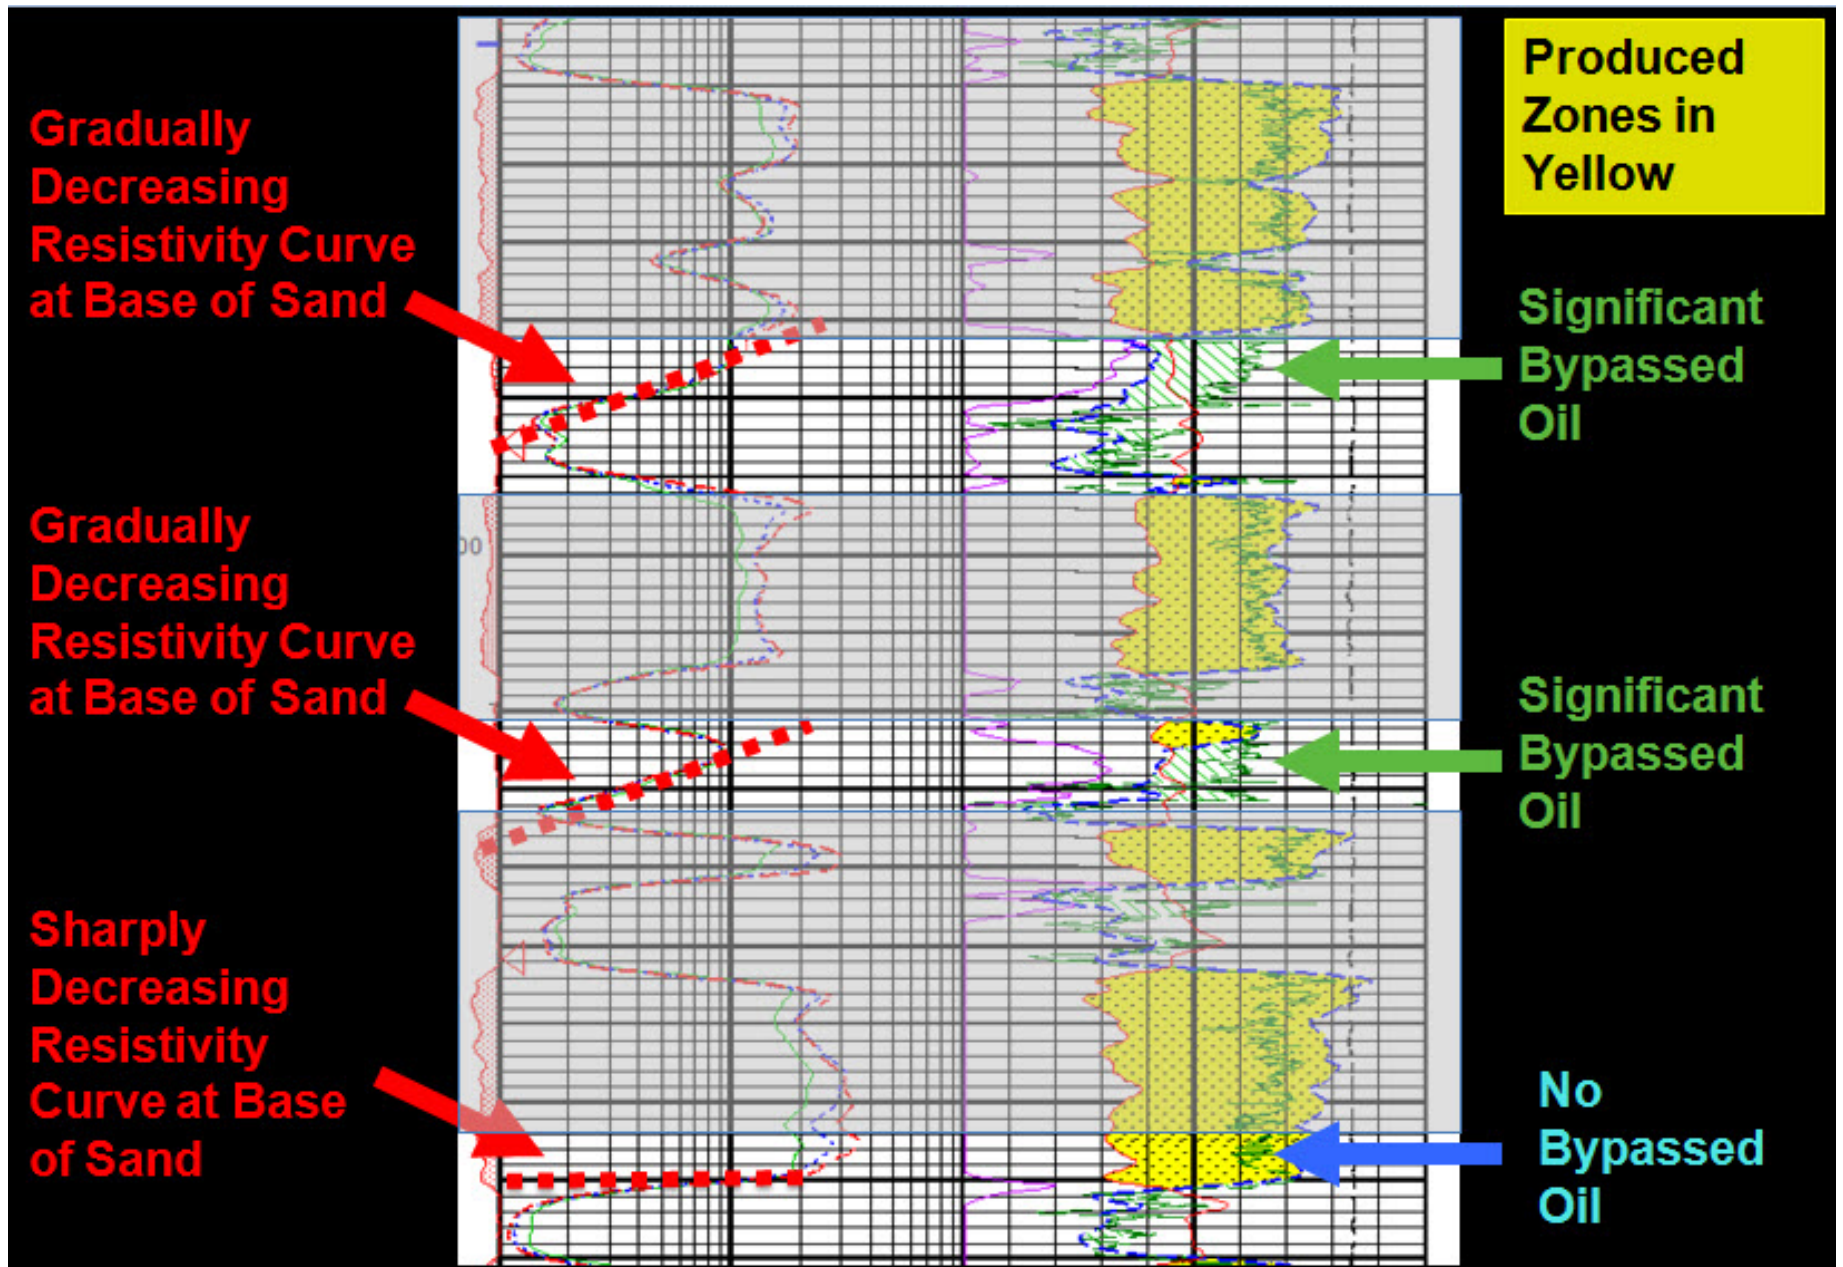 Produced
Zones in
Yellow
Gradually
Decreasing
Resistivity Curve
at Base of Sand
Significant
Bypassed
Oil
00
Gradually
Decreasing
Resistivity Curve
at Base of Sand
Significant
Bypassed
Oil
Sharply
Decreasing
Resistivity
Curve at Base
of Sand
No
Bypassed
Oil